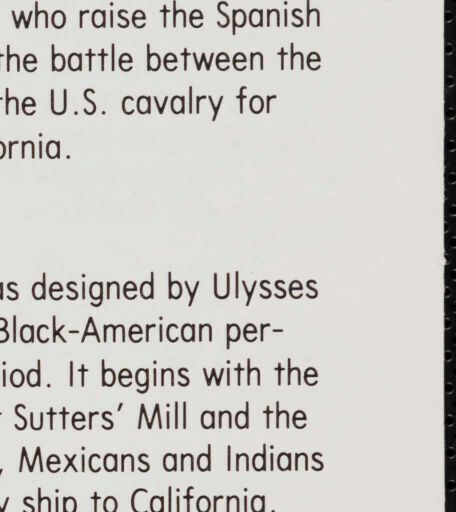 who raise the Spanish
the battle between the
the U.S. cavalry for
ornia.
as designed by Ulysses
Black-American per-
iod. It begins with the
Sutters' Mill and the
, Mexicans and Indians
ship to California.